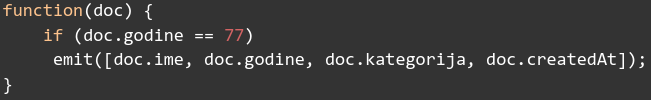 function(doc) {
    if (doc.godine == 77)
     emit([doc.ime, doc.godine, doc.kategorija, doc.createdAt]);
}